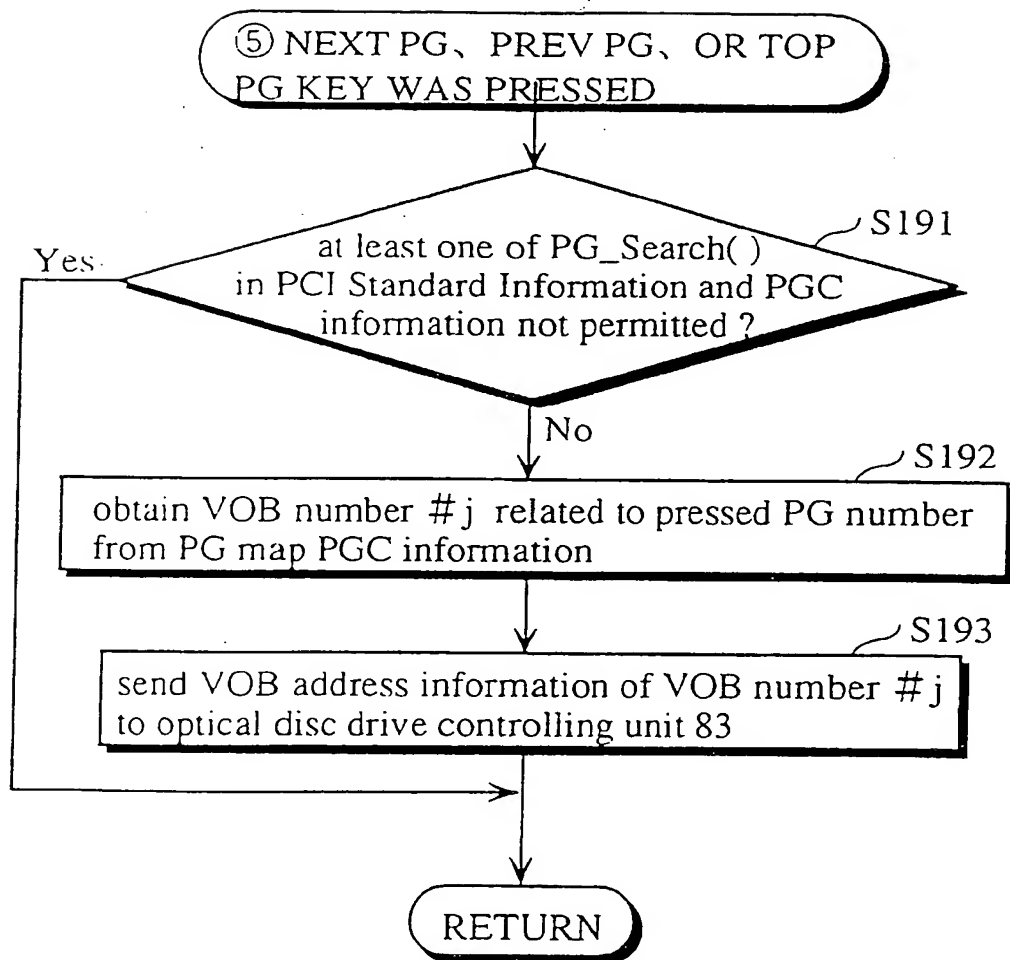 ⑤ NEXT PG、PREV PG、OR TOP
PG KEY WAS PRESSED
S191
at least one of PG_Search( )
in PCI Standard Information and PGC
information not permitted ?
Yes
No
S192
obtain VOB number #j related to pressed PG number
from PG map PGC information
S193
send VOB address information of VOB number #j
to optical disc drive controlling unit 83
RETURN